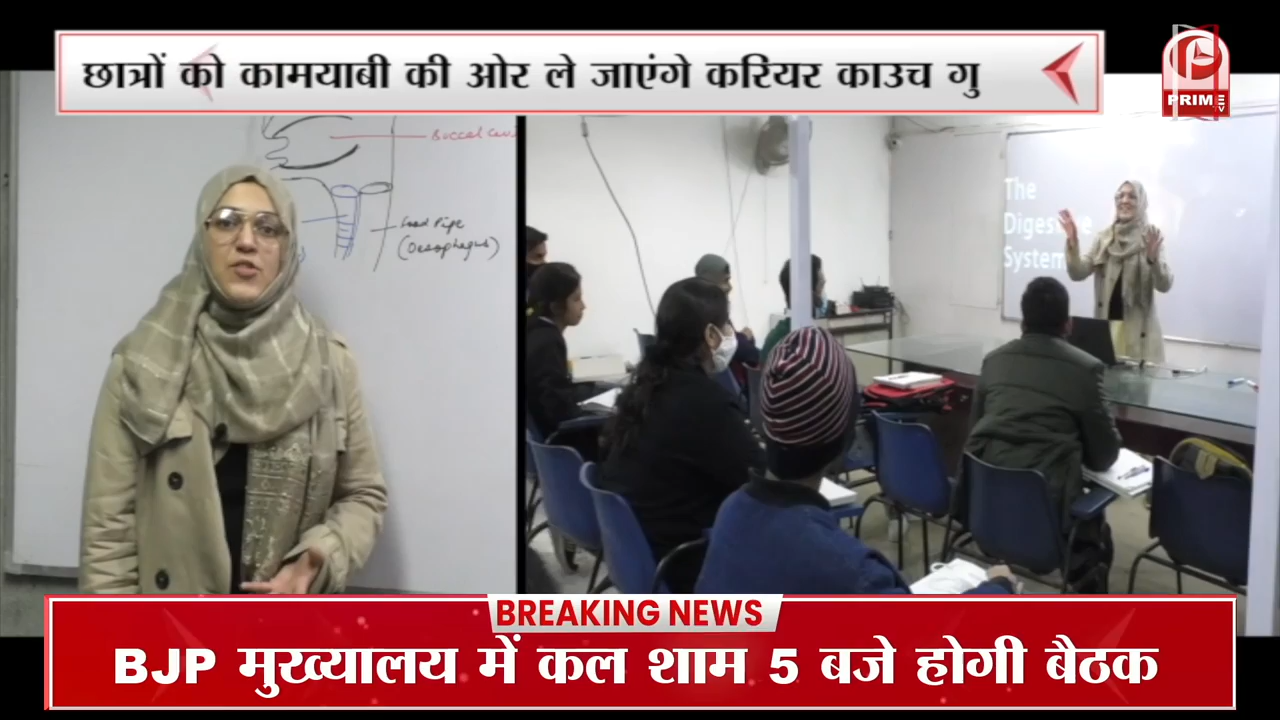 छात्रों को कामयाबी की ओर ले जाएंगे करियर काउच गु
PRIME
TV
Food Pipe
(Oesophagus)
The
Digestive
System
BREAKING NEWS
BJP मुख्यालय में कल शाम 5 बजे होगी बैठक